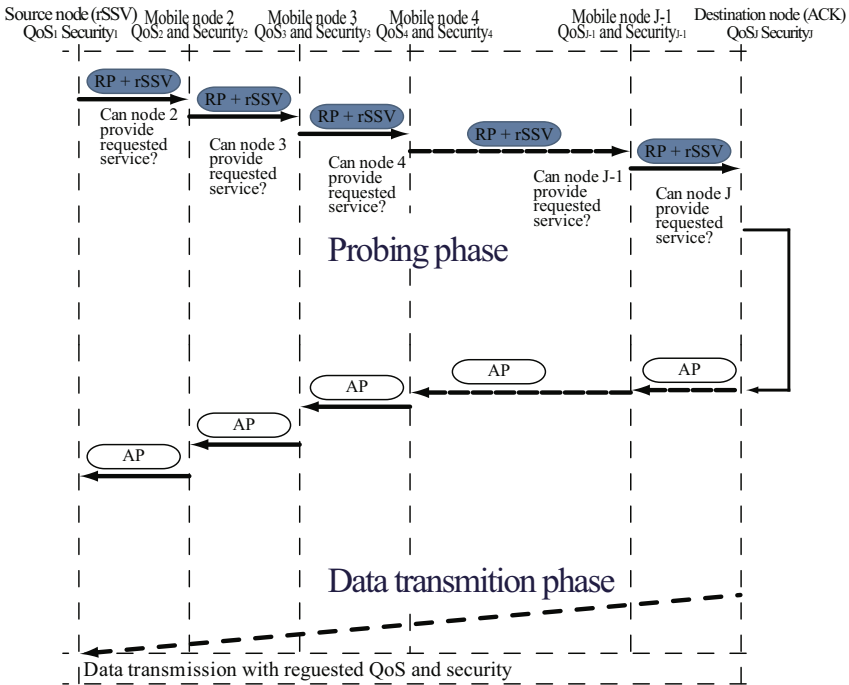 Source node (rSSV)
QoS1 Security1
Mobile node 2
QoS2 and Security2
Mobile node 3
QoS3 and Security3
Mobile node 4
QoS4 and Security4
Mobile node J-1
QoSJ-1 and SecurityJ-1
Destination node (ACK)
QoSJ SecurityJ
RP + rSSV
RP + rSSV
RP + rSSV
RP + rSSV
RP + rSSV
Can node 2
provide
requested
service?
Can node 3
provide
requested
service?
Can node 4
provide
requested
service?
Can node J-1
provide
requested
service?
Can node J
provide
requested
service?
Probing phase
AP
AP
AP
AP
AP
Data transmition phase
Data transmission with reguested QoS and security